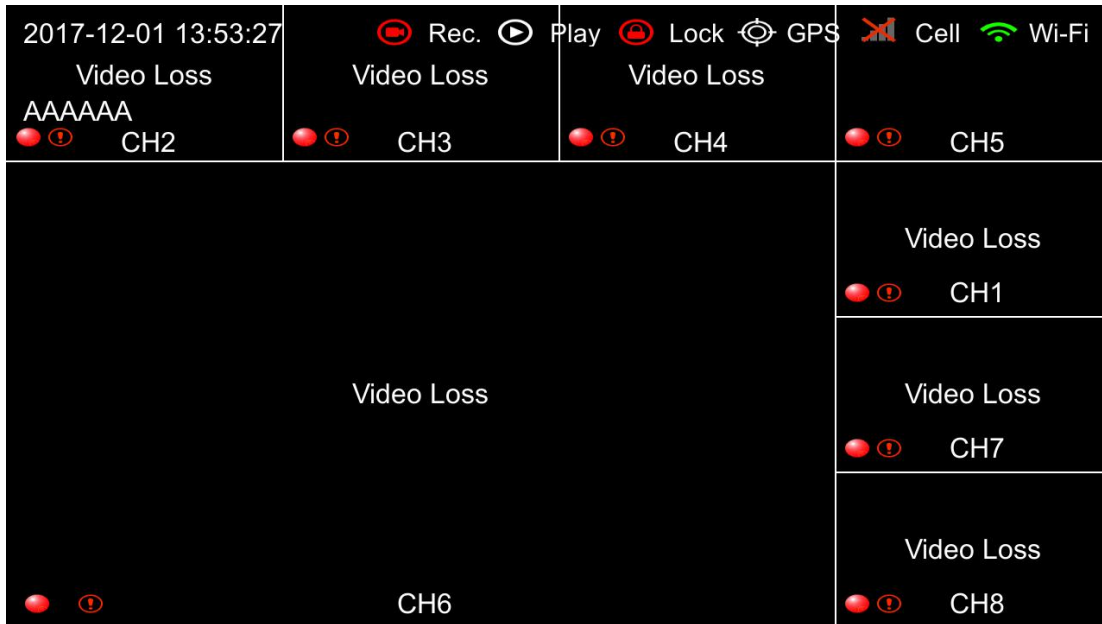 2017-12-01 13:53:27 Rec. Play Lock GPS Cell Wi-Fi
Video Loss Video Loss Video Loss
AAAAAA
CH2 CH3 CH4 CH5
Video Loss
CH1
Video Loss Video Loss
CH7
Video Loss
CH6 CH8